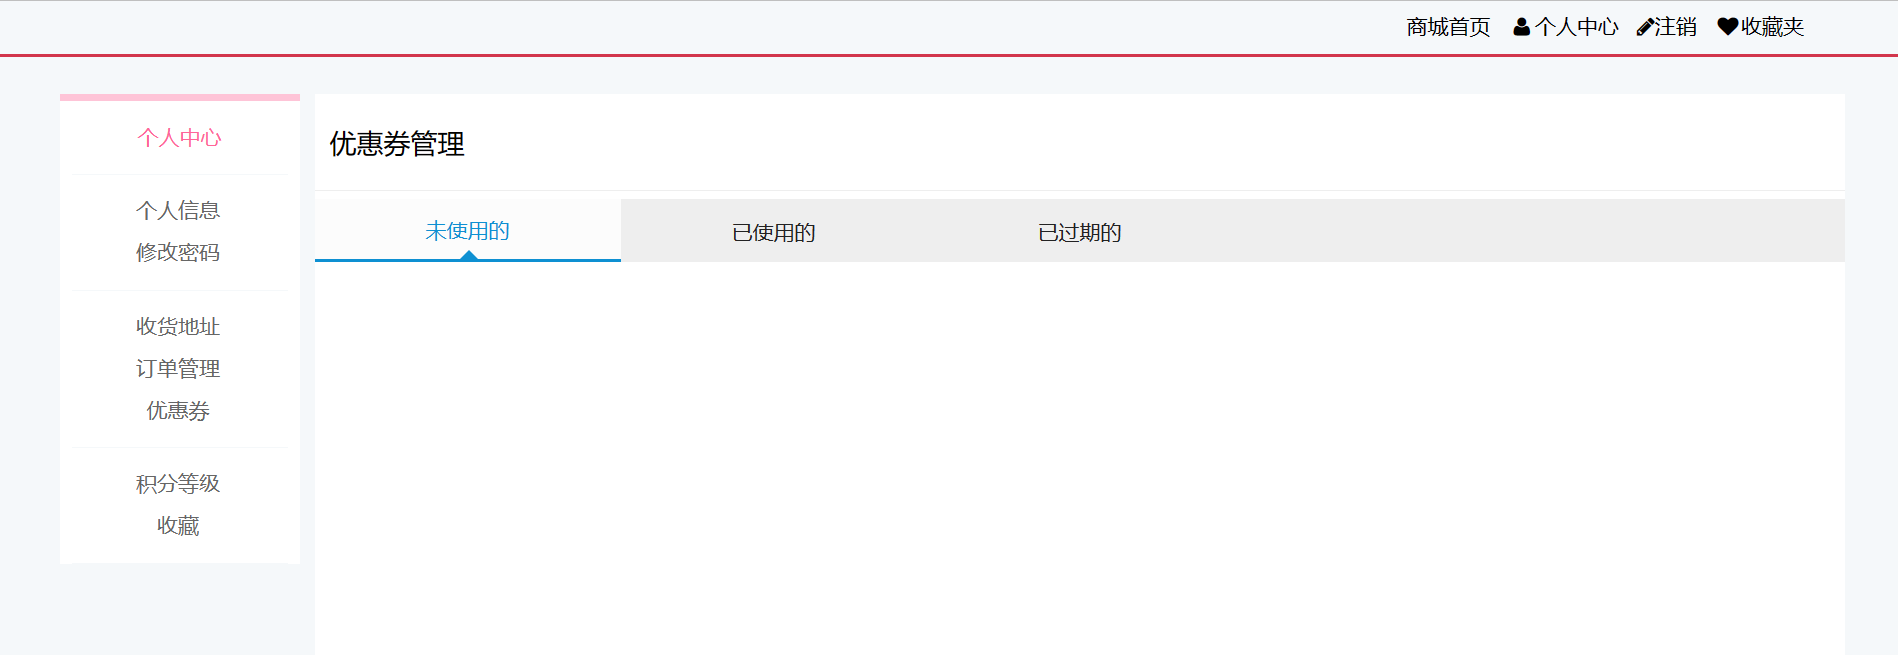 商城首页 个人中心 注销 收藏夹
个人中心
个人信息
修改密码
收货地址
订单管理
优惠券
积分等级
收藏
优惠券管理
未使用的 已使用的 已过期的